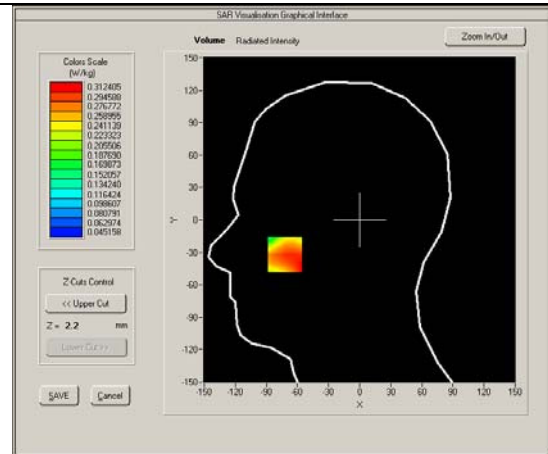 SAR Visualisation Graphical Interface
Volume Radiated Intensity
Zoom In/Out
Colors Scale
(W/kg)
0.312405
0.294588
0.276772
0.258955
0.241139
0.223323
0.205506
0.187690
0.169873
0.152057
0.134240
0.116424
0.098607
0.080791
0.062974
0.045158
Z Cuts Control
<< Upper Cut
Z = 2.2 mm
Lower Cut >>
SAVE
Cancel
150
120
90
60
30
0
-30
-60
-90
-120
-150
Y
-150 -120 -90 -60 -30 0 30 60 90 120 150
X